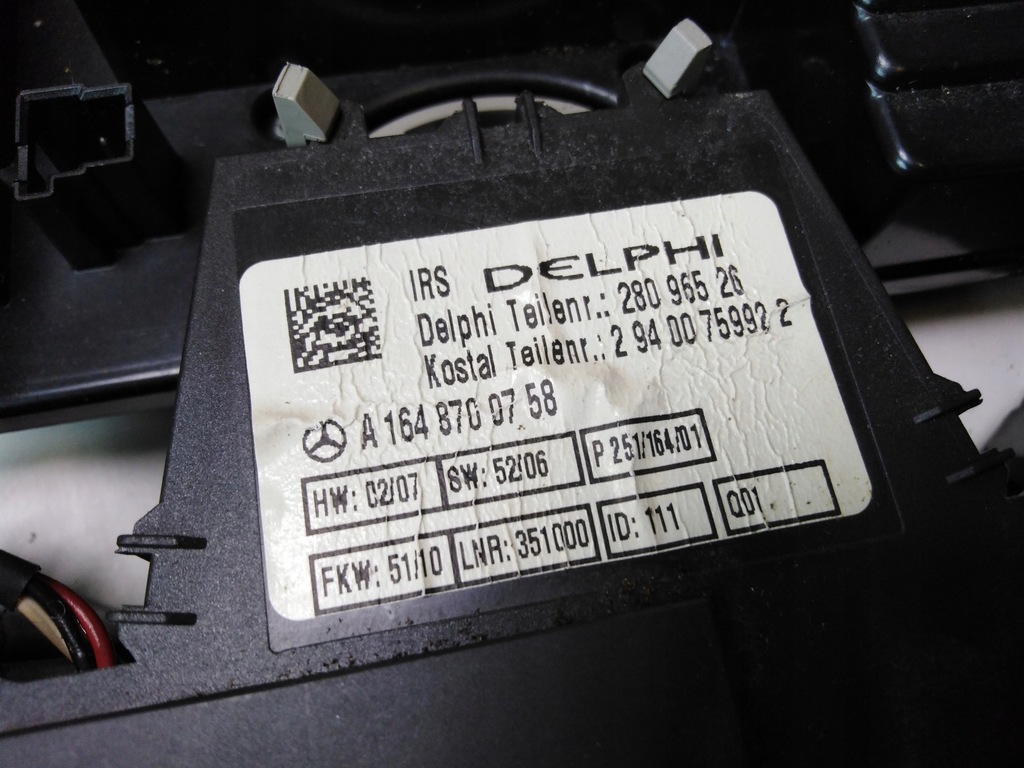 IRS DELPHI
Delphi Teilenr.: 280 965 26
Kostal Teilenr.: 2 94 00 75992 2
A 164 870 07 58
HW: 02/07 SW: 52/06 P 251/164/01
FKW: 51/10 LNR: 351000 ID: 111 Q01